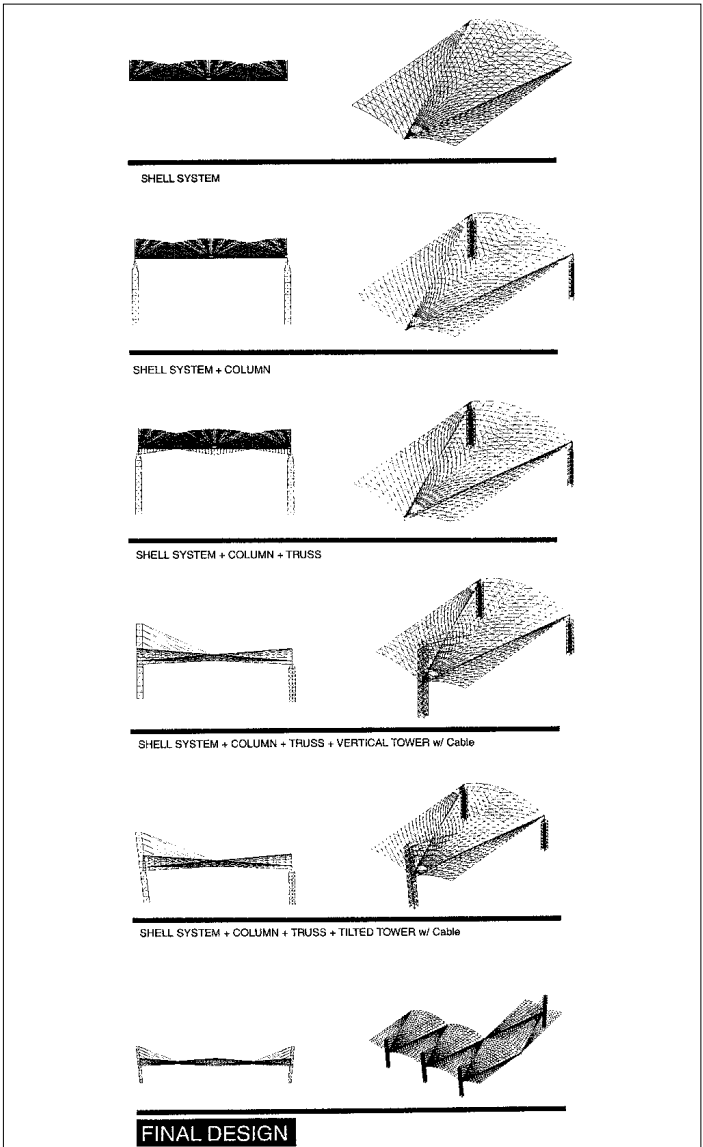 SHELL SYSTEM
SHELL SYSTEM + COLUMN
SHELL SYSTEM + COLUMN + TRUSS
SHELL SYSTEM + COLUMN + TRUSS + VERTICAL TOWER w/ Cable
SHELL SYSTEM + COLUMN + TRUSS + TILTED TOWER w/ Cable
FINAL DESIGN